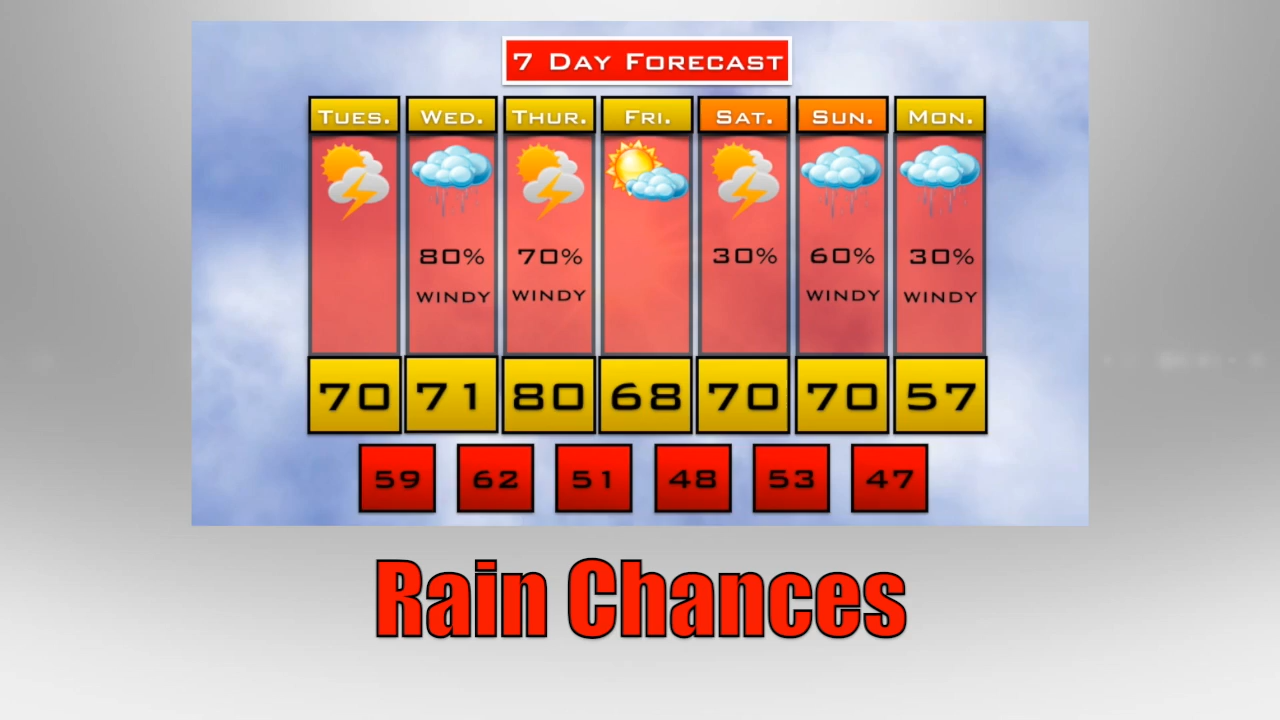 7 DAY FORECAST
TUES. WED. THUR. FRI. SAT. SUN. MON.
80% 70% 30% 60% 30%
WINDY WINDY WINDY WINDY
70 71 80 68 70 70 57
59 62 51 48 53 47
Rain Chances